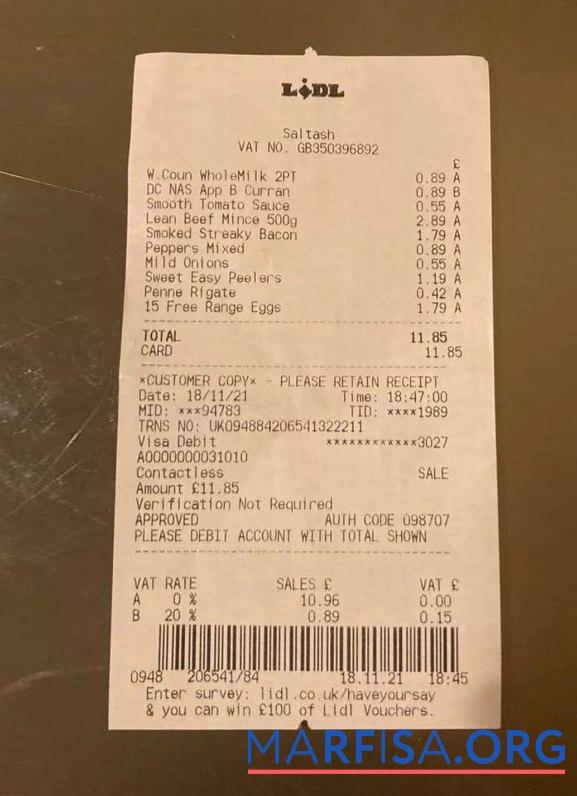 LiDL
Saltash
VAT NO. GB350396892
£
W.Coun WholeMilk 2PT 0.89 A
DC NAS App B Curran 0.89 B
Smooth Tomato Sauce 0.55 A
Lean Beef Mince 500g 2.89 A
Smoked Streaky Bacon 1.79 A
Peppers Mixed 0.89 A
Mild Onions 0.55 A
Sweet Easy Peelers 1.19 A
Penne Rigate 0.42 A
15 Free Range Eggs 1.79 A
TOTAL 11.85
CARD 11.85
*CUSTOMER COPY* - PLEASE RETAIN RECEIPT
Date: 18/11/21 Time: 18:47:00
MID: ***94783 TID: ****1989
TRNS NO: UK094884206541322211
Visa Debit ************3027
A0000000031010
Contactless SALE
Amount £11.85
Verification Not Required
APPROVED AUTH CODE 098707
PLEASE DEBIT ACCOUNT WITH TOTAL SHOWN
VAT RATE SALES £ VAT £
A 0 % 10.96 0.00
B 20 % 0.89 0.15
0948 206541/84 18.11.21 18:45
Enter survey: lidl.co.uk/haveyoursay
& you can win £100 of Lidl Vouchers.
MARFISA.ORG